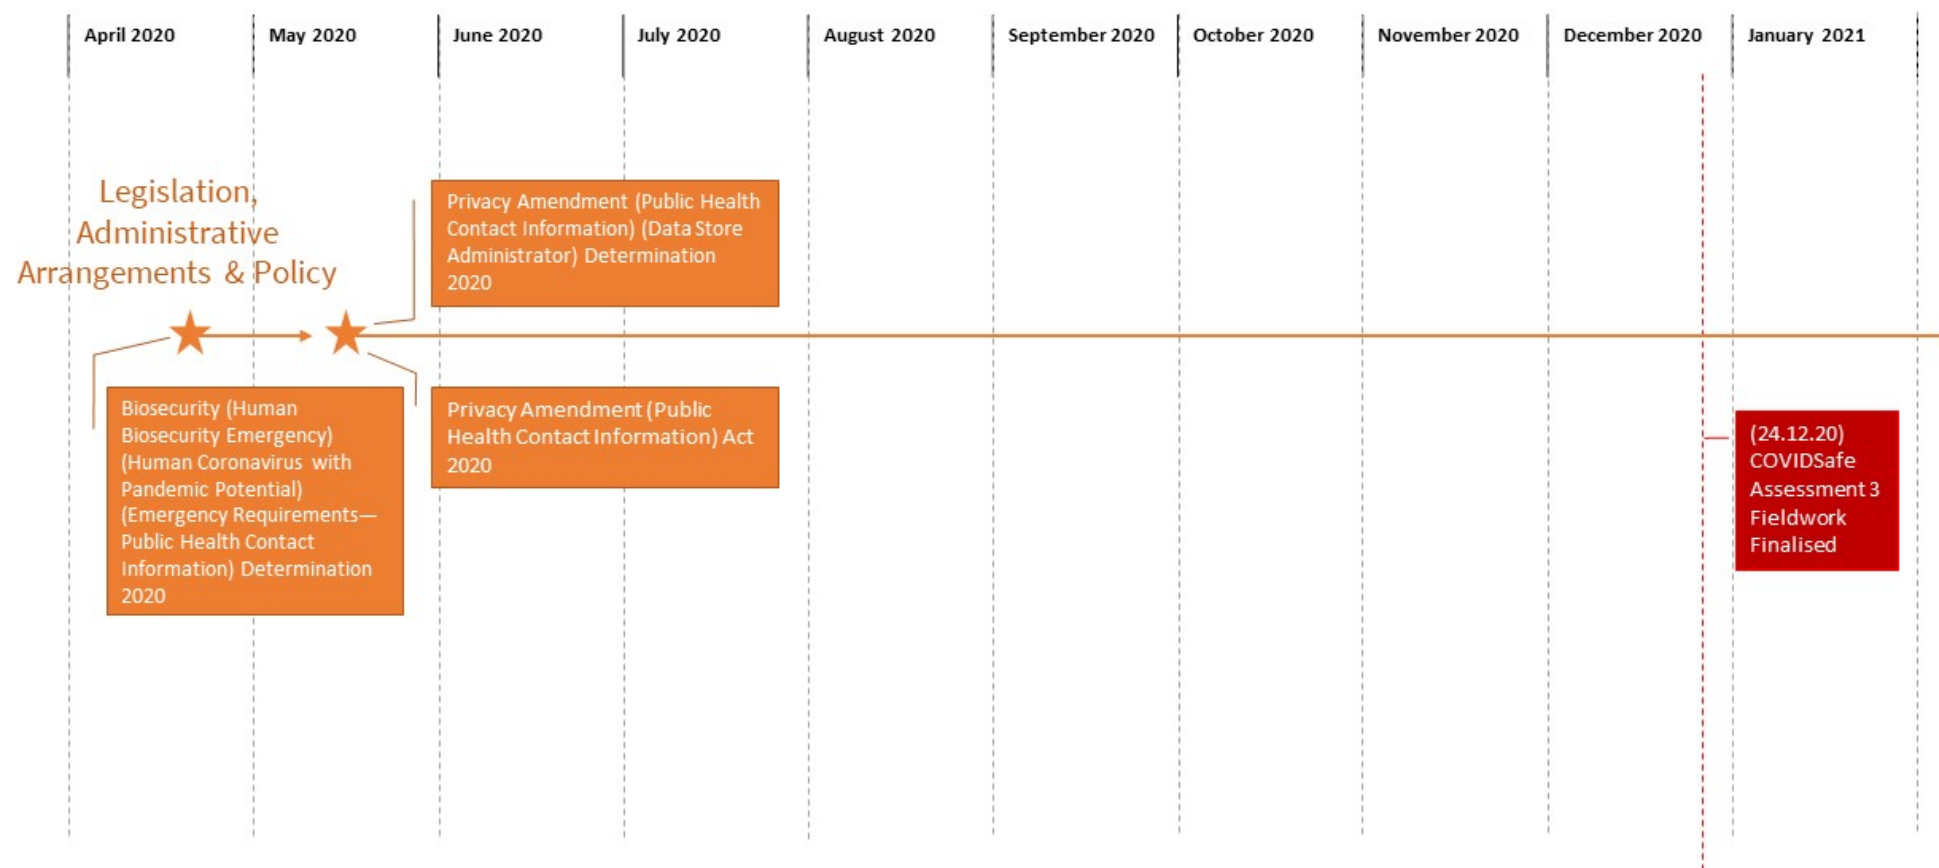 April 2020
May 2020
June 2020
July 2020
August 2020
September 2020
October 2020
November 2020
December 2020
January 2021
Legislation,
Administrative
Arrangements & Policy
Privacy Amendment (Public Health
Contact Information) (Data Store
Administrator) Determination
2020
Biosecurity (Human
Biosecurity Emergency)
(Human Coronavirus with
Pandemic Potential)
(Emergency Requirements—
Public Health Contact
Information) Determination
2020
Privacy Amendment (Public
Health Contact Information) Act
2020
(24.12.20)
COVIDSafe
Assessment 3
Fieldwork
Finalised